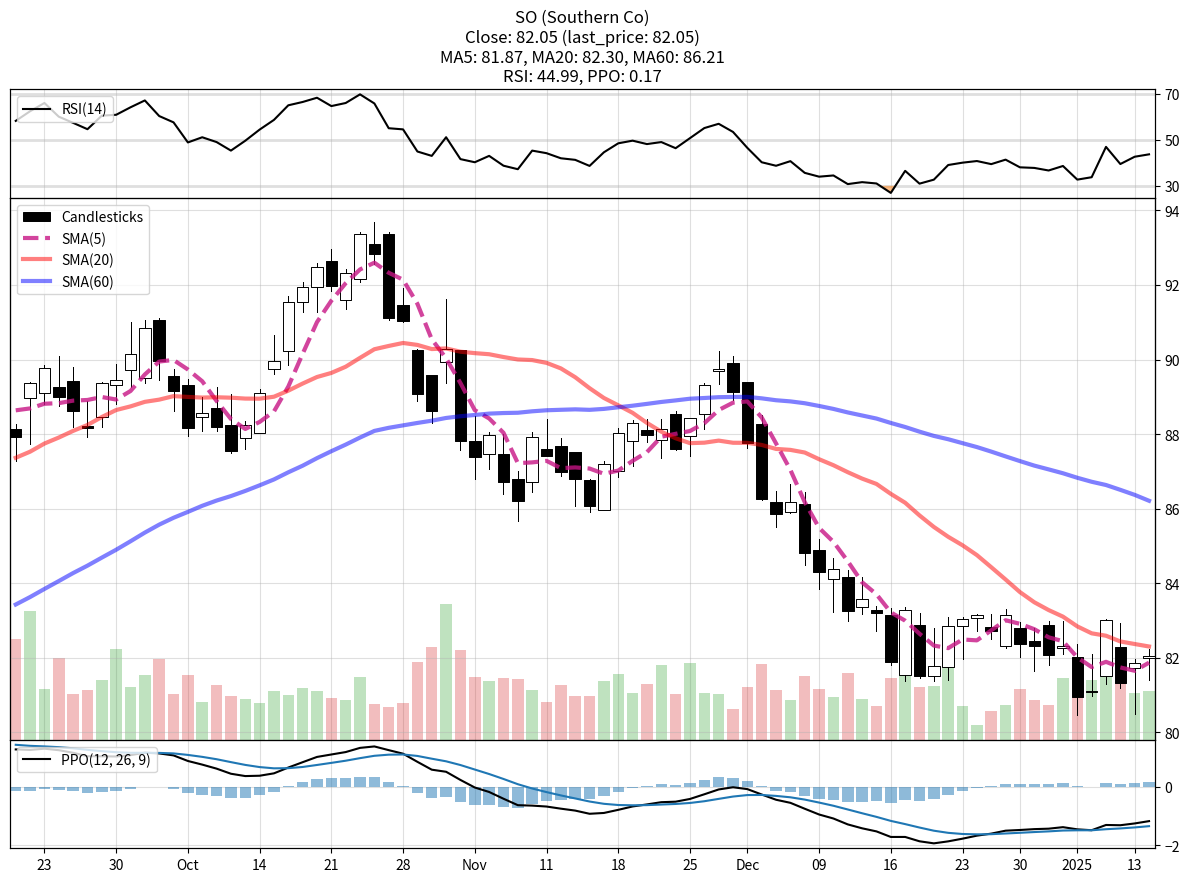 SO (Southern Co)
Close: 82.05 (last_price: 82.05)
MA5: 81.87, MA20: 82.30, MA60: 86.21
RSI: 44.99, PPO: 0.17
RSI(14)
70
50
30
Candlesticks
SMA(5)
SMA(20)
SMA(60)
94
92
90
88
86
84
82
80
PPO(12, 26, 9)
0
−2
23 30 Oct 14 21 28 Nov 11 18 25 Dec 09 16 23 30 2025 13